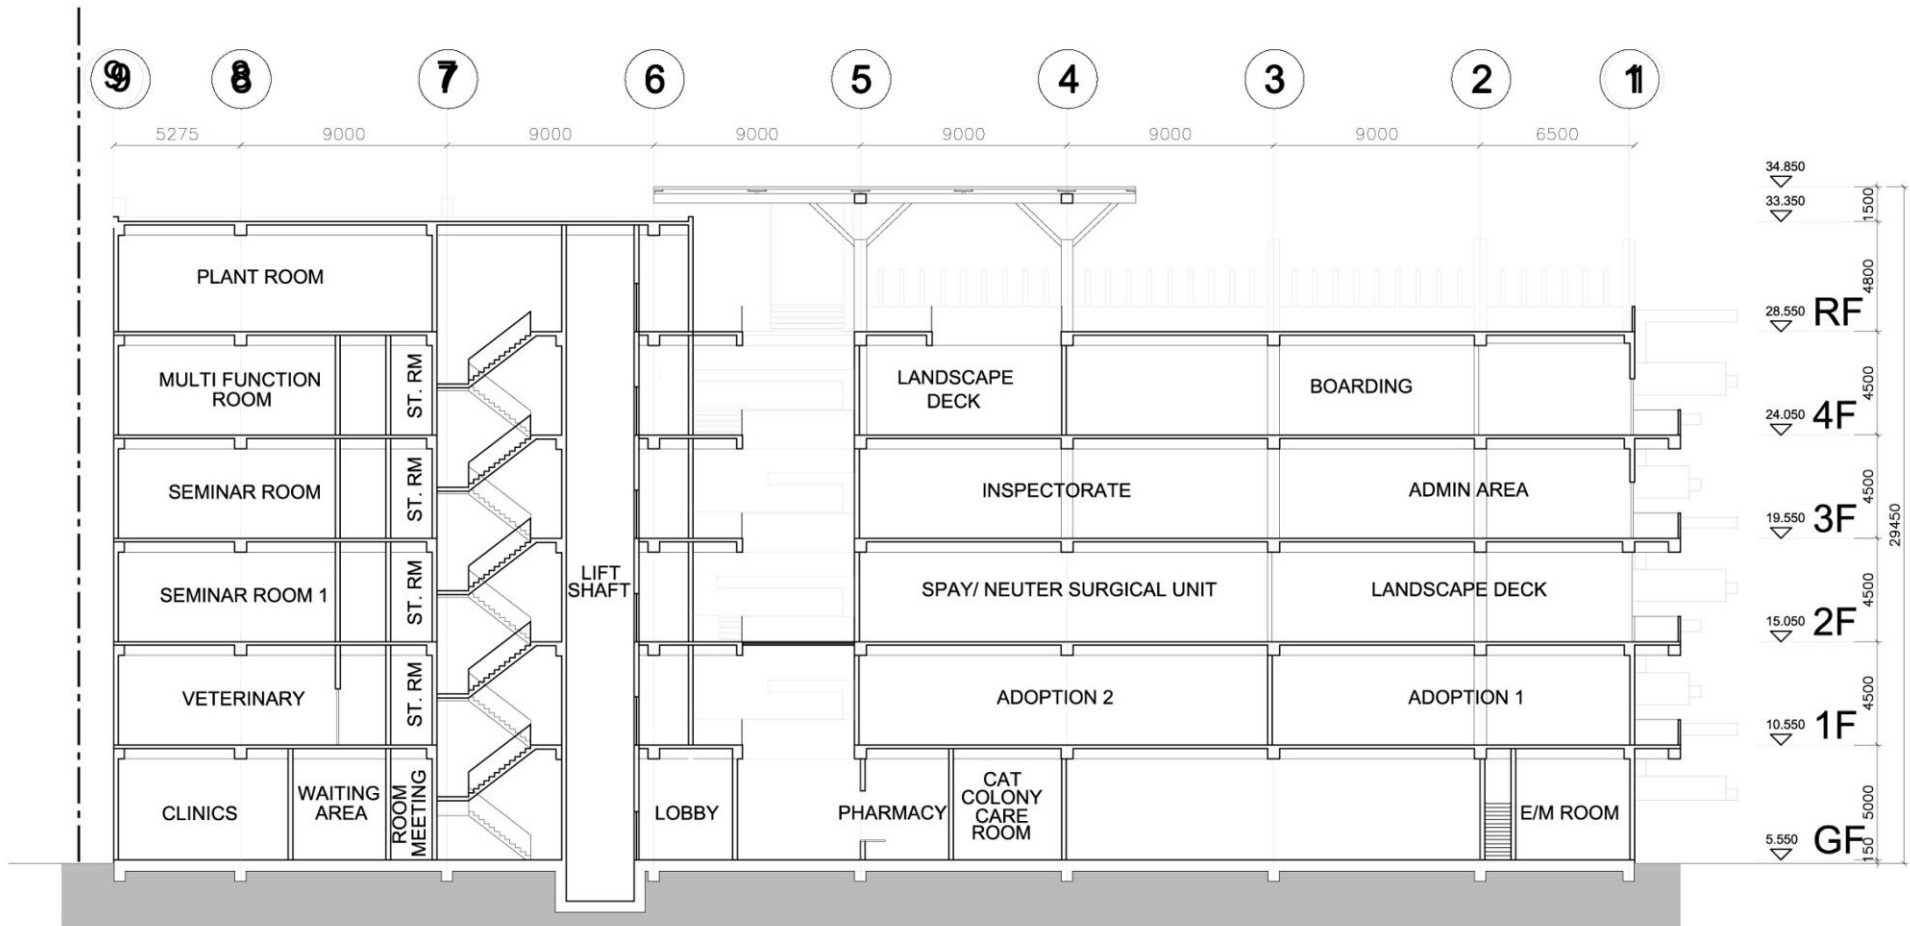 9 8 7 6 5 4 3 2 1
5275 9000 9000 9000 9000 9000 9000 6500
34.850
1500
33.350
4800
PLANT ROOM
28.550 RF
MULTI FUNCTION
ROOM
ST. RM
LANDSCAPE
DECK
BOARDING
4500
24.050 4F
SEMINAR ROOM
ST. RM
INSPECTORATE
ADMIN AREA
4500
19.550 3F
29450
SEMINAR ROOM 1
ST. RM
LIFT
SHAFT
SPAY/ NEUTER SURGICAL UNIT
LANDSCAPE DECK
4500
15.050 2F
VETERINARY
ST. RM
ADOPTION 2
ADOPTION 1
4500
10.550 1F
CLINICS
WAITING
AREA
ROOM
MEETING
LOBBY
PHARMACY
CAT
COLONY
CARE
ROOM
E/M ROOM
5000
5.550 GF
150